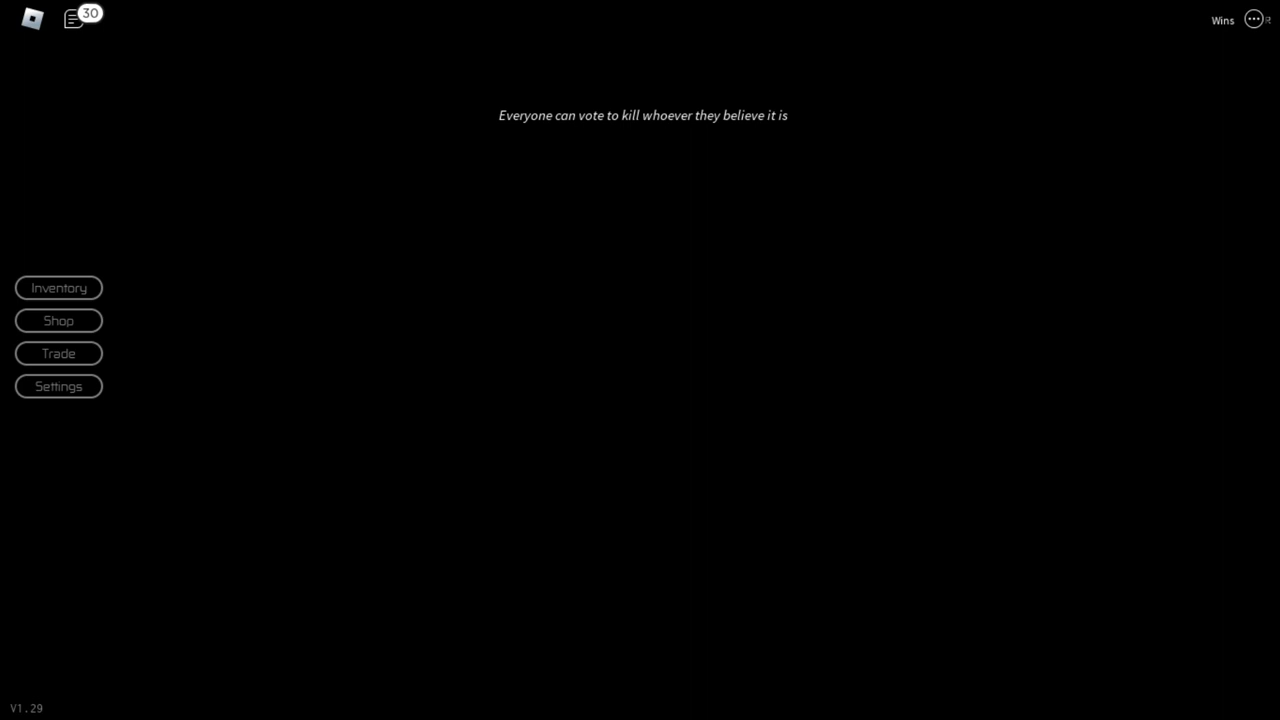 30
Wins
Everyone can vote to kill whoever they believe it is
Inventory
Shop
Trade
Settings
V1.29